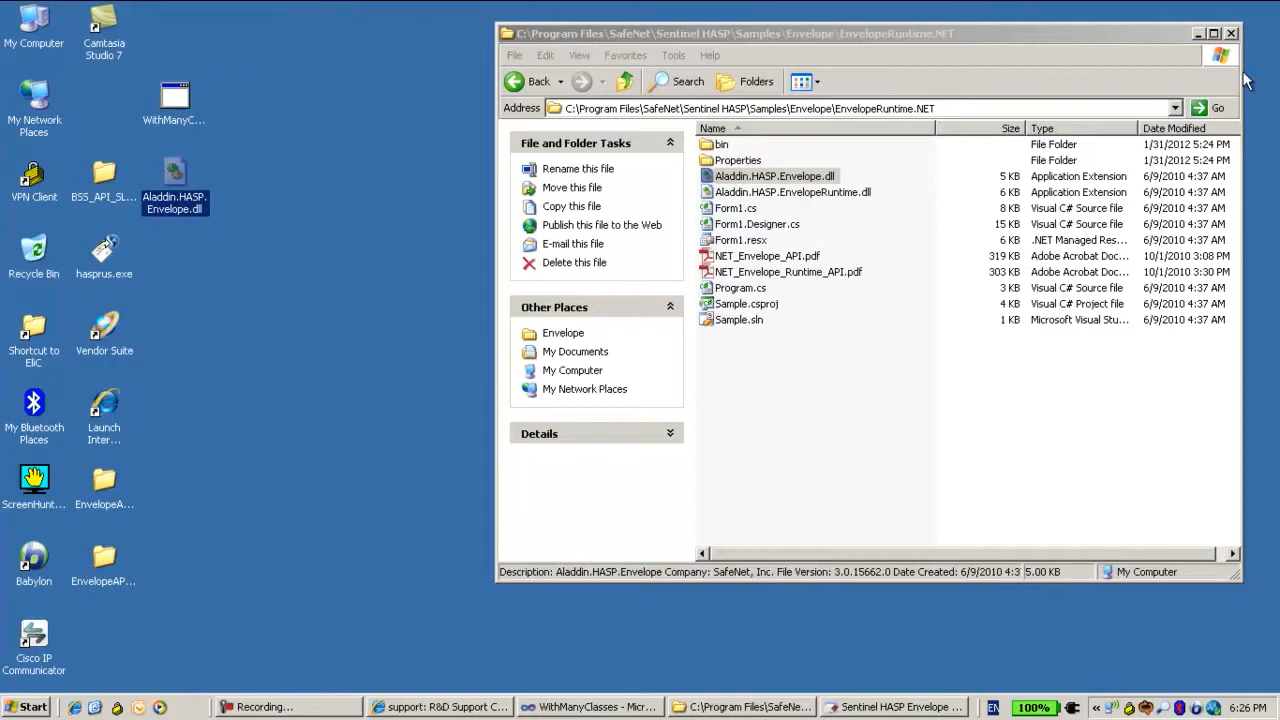 My Computer
Camtasia
Studio 7
My Network
Places
WithManyC...
VPN Client
BSS_API_SL...
Aladdin.HASP.
Envelope.dll
Recycle Bin
hasprus.exe
Shortcut to
EliC
Vendor Suite
My Bluetooth
Places
Launch
Inter...
ScreenHunt...
EnvelopeA...
Babylon
EnvelopeAP...
Cisco IP
Communicator
C:\Program Files\SafeNet\Sentinel HASP\Samples\Envelope\EnvelopeRuntime.NET
File Edit View Favorites Tools Help
Back Search Folders
Address C:\Program Files\SafeNet\Sentinel HASP\Samples\Envelope\EnvelopeRuntime.NET Go
File and Folder Tasks
Rename this file
Move this file
Copy this file
Publish this file to the Web
E-mail this file
Delete this file
Other Places
Envelope
My Documents
My Computer
My Network Places
Details
Name Size Type Date Modified
bin File Folder 1/31/2012 5:24 PM
Properties File Folder 1/31/2012 5:24 PM
Aladdin.HASP.Envelope.dll 5 KB Application Extension 6/9/2010 4:37 AM
Aladdin.HASP.EnvelopeRuntime.dll 6 KB Application Extension 6/9/2010 4:37 AM
Form1.cs 8 KB Visual C# Source file 6/9/2010 4:37 AM
Form1.Designer.cs 15 KB Visual C# Source file 6/9/2010 4:37 AM
Form1.resx 6 KB .NET Managed Res... 6/9/2010 4:37 AM
NET_Envelope_API.pdf 319 KB Adobe Acrobat Doc... 10/1/2010 3:08 PM
NET_Envelope_Runtime_API.pdf 303 KB Adobe Acrobat Doc... 10/1/2010 3:30 PM
Program.cs 3 KB Visual C# Source file 6/9/2010 4:37 AM
Sample.csproj 4 KB Visual C# Project file 6/9/2010 4:37 AM
Sample.sln 1 KB Microsoft Visual Stu... 6/9/2010 4:37 AM
Description: Aladdin.HASP.Envelope Company: SafeNet, Inc. File Version: 3.0.15662.0 Date Created: 6/9/2010 4:3 5.00 KB My Computer
Start Recording... support: R&D Support C... WithManyClasses - Micr... C:\Program Files\SafeNe... Sentinel HASP Envelope ... EN 100% « 6:26 PM